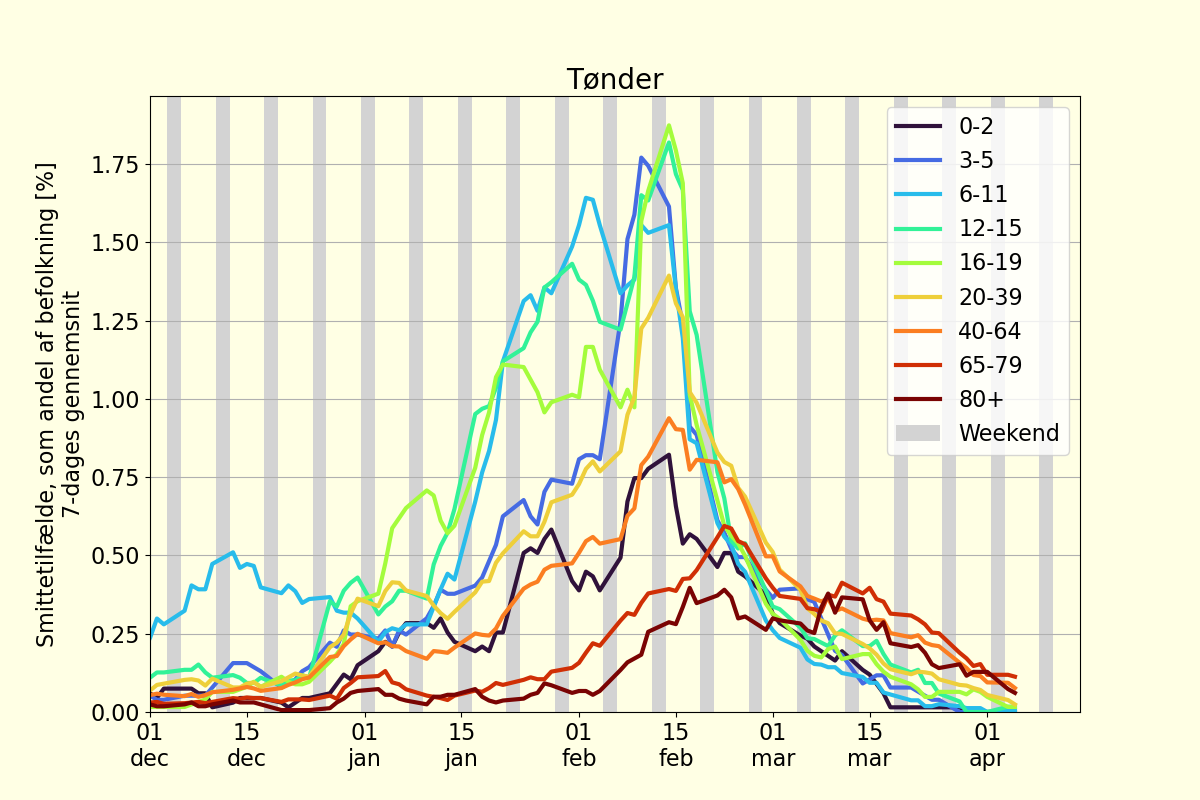 Tønder
Smittetilfælde, som andel af befolkning [%]
7-dages gennemsnit
1.75
1.50
1.25
1.00
0.75
0.50
0.25
0.00
0-2
3-5
6-11
12-15
16-19
20-39
40-64
65-79
80+
Weekend
01 15 01 15 01 15 01 15 01
dec dec jan jan feb feb mar mar apr